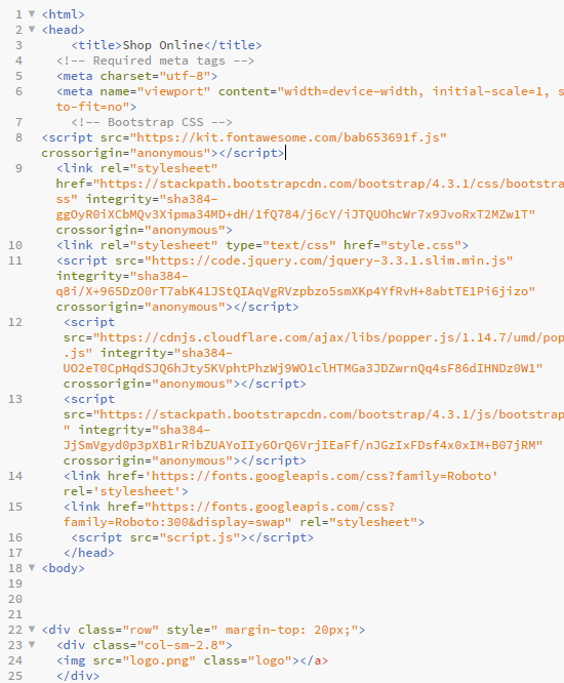 1 <html>
2 <head>
3 <title>Shop Online</title>
4 <!-- Required meta tags -->
5 <meta charset="utf-8">
6 <meta name="viewport" content="width=device-width, initial-scale=1, s
to-fit=no">
7 <!-- Bootstrap CSS -->
8 <script src="https://kit.fontawesome.com/bab653691f.js"
crossorigin="anonymous"></script>
9 <link rel="stylesheet"
href="https://stackpath.bootstrapcdn.com/bootstrap/4.3.1/css/bootstra
ss" integrity="sha384-
ggOyR0iXCbMQv3Xipma34MD+dH/1fQ784/j6cY/iJTQUOhcWr7x9JvoRxT2MZw1T"
crossorigin="anonymous">
10 <link rel="stylesheet" type="text/css" href="style.css">
11 <script src="https://code.jquery.com/jquery-3.3.1.slim.min.js"
integrity="sha384-
q8i/X+965DzO0rT7abK41JStQIAqVgRVzpbzo5smXKp4YfRvH+8abtTE1Pi6jizo"
crossorigin="anonymous"></script>
12 <script
src="https://cdnjs.cloudflare.com/ajax/libs/popper.js/1.14.7/umd/pop
.js" integrity="sha384-
UO2eT0CpHqdSJQ6hJty5KVphtPhzWj9WO1clHTMGa3JDZwrnQq4sF86dIHNDz0W1"
crossorigin="anonymous"></script>
13 <script
src="https://stackpath.bootstrapcdn.com/bootstrap/4.3.1/js/bootstrap
" integrity="sha384-
JjSmVgyd0p3pXB1rRibZUAYoIIy6OrQ6VrjIEaFf/nJGzIxFDsf4x0xIM+B07jRM"
crossorigin="anonymous"></script>
14 <link href='https://fonts.googleapis.com/css?family=Roboto'
rel='stylesheet'>
15 <link href="https://fonts.googleapis.com/css?
family=Roboto:300&display=swap" rel="stylesheet">
16 <script src="script.js"></script>
17 </head>
18 <body>
19
20
21
22 <div class="row" style=" margin-top: 20px;">
23 <div class="col-sm-2.8">
24 <img src="logo.png" class="logo"></a>
25 </div>